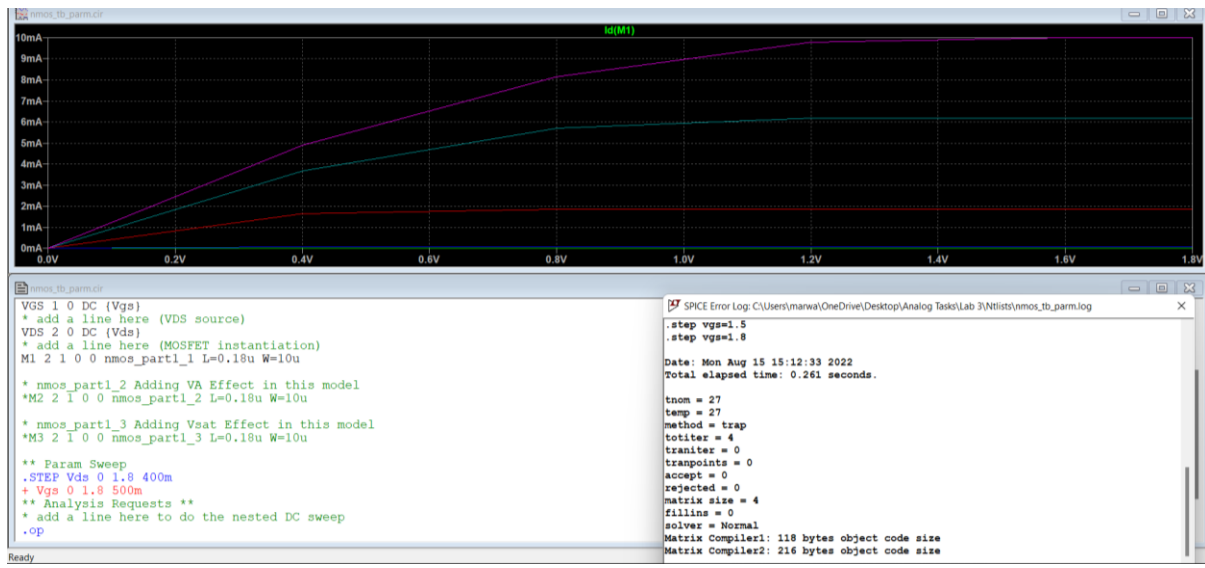 nmos_tb_parm.cir
Id(M1)
10mA
9mA
8mA
7mA
6mA
5mA
4mA
3mA
2mA
1mA
0mA
0.0V 0.2V 0.4V 0.6V 0.8V 1.0V 1.2V 1.4V 1.6V 1.8V
nmos_tb_parm.cir
VGS 1 0 DC {Vgs}
* add a line here (VDS source)
VDS 2 0 DC {Vds}
* add a line here (MOSFET instantiation)
M1 2 1 0 0 nmos_part1_1 L=0.18u W=10u
* nmos_part1_2 Adding VA Effect in this model
*M2 2 1 0 0 nmos_part1_2 L=0.18u W=10u
* nmos_part1_3 Adding Vsat Effect in this model
*M3 2 1 0 0 nmos_part1_3 L=0.18u W=10u
** Param Sweep
.STEP Vds 0 1.8 400m
+ Vgs 0 1.8 500m
** Analysis Requests **
* add a line here to do the nested DC sweep
.op
SPICE Error Log: C:\Users\marwa\OneDrive\Desktop\Analog Tasks\Lab 3\Ntlists\nmos_tb_parm.log
.step vgs=1.5
.step vgs=1.8
Date: Mon Aug 15 15:12:33 2022
Total elapsed time: 0.261 seconds.
tnom = 27
temp = 27
method = trap
totiter = 4
traniter = 0
tranpoints = 0
accept = 0
rejected = 0
matrix size = 4
fillins = 0
solver = Normal
Matrix Compiler1: 118 bytes object code size
Matrix Compiler2: 216 bytes object code size
Ready